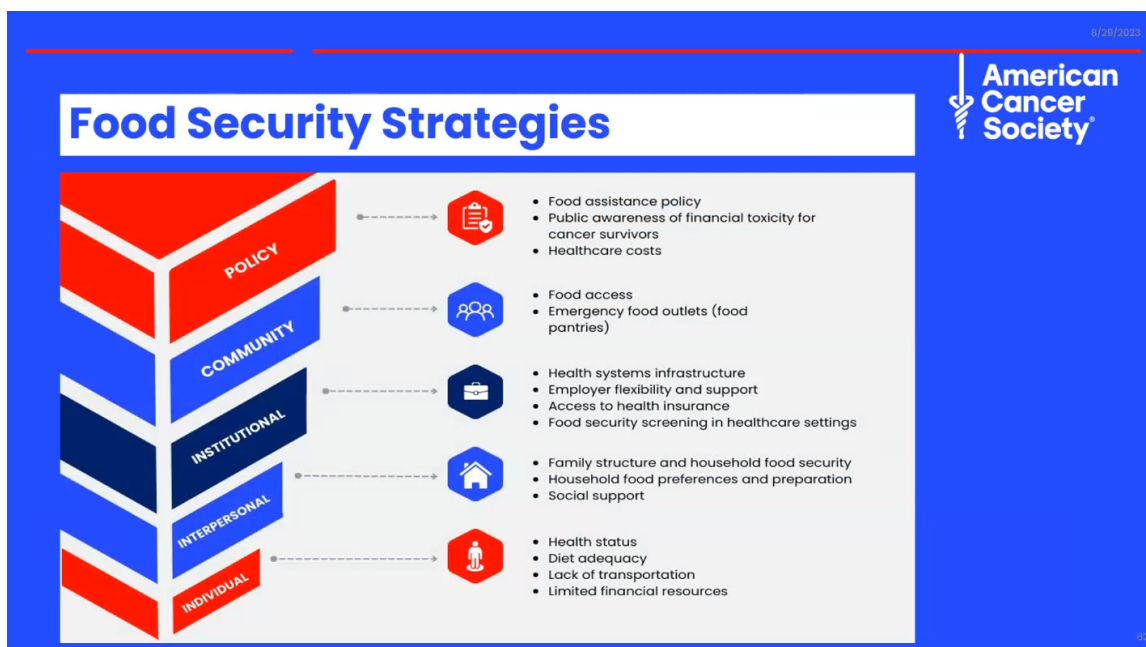 8/29/2023
American
Cancer
Society®
Food Security Strategies
POLICY
• Food assistance policy
• Public awareness of financial toxicity for
cancer survivors
• Healthcare costs
COMMUNITY
• Food access
• Emergency food outlets (food
pantries)
INSTITUTIONAL
• Health systems infrastructure
• Employer flexibility and support
• Access to health insurance
• Food security screening in healthcare settings
INTERPERSONAL
• Family structure and household food security
• Household food preferences and preparation
• Social support
INDIVIDUAL
• Health status
• Diet adequacy
• Lack of transportation
• Limited financial resources